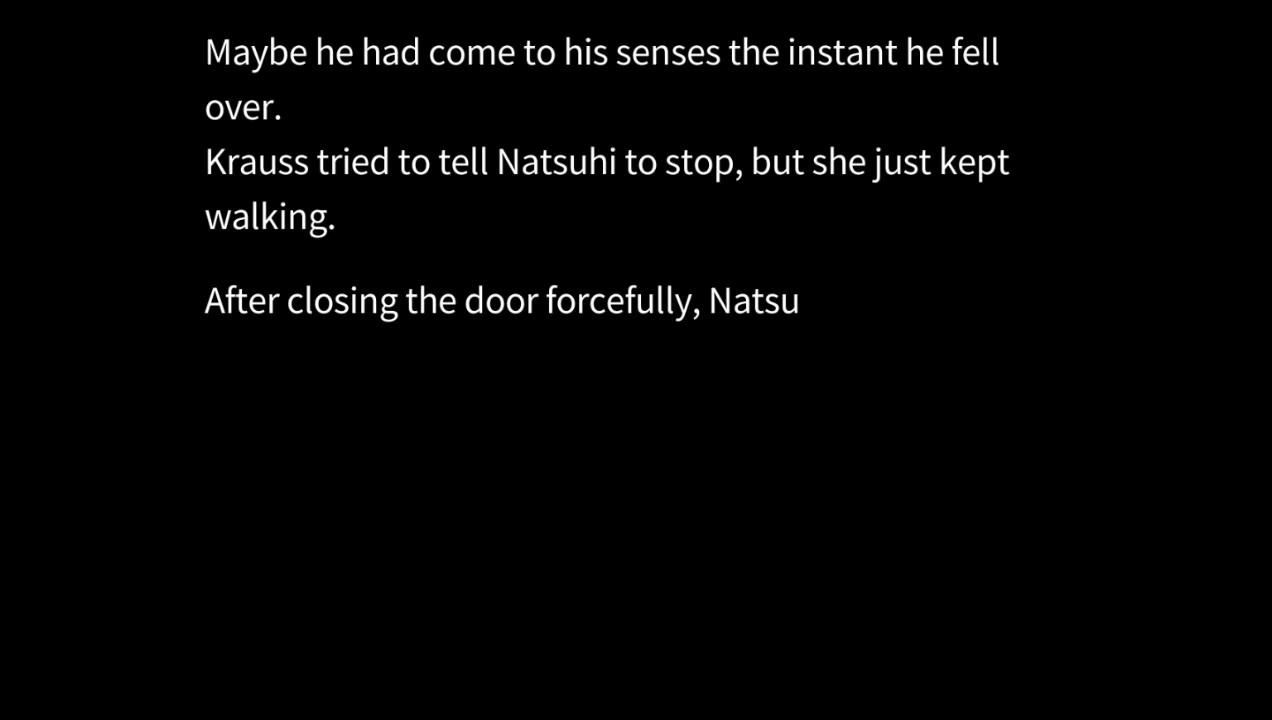 Maybe he had come to his senses the instant he fell
over.
Krauss tried to tell Natsuhi to stop, but she just kept
walking.
After closing the door forcefully, Natsu